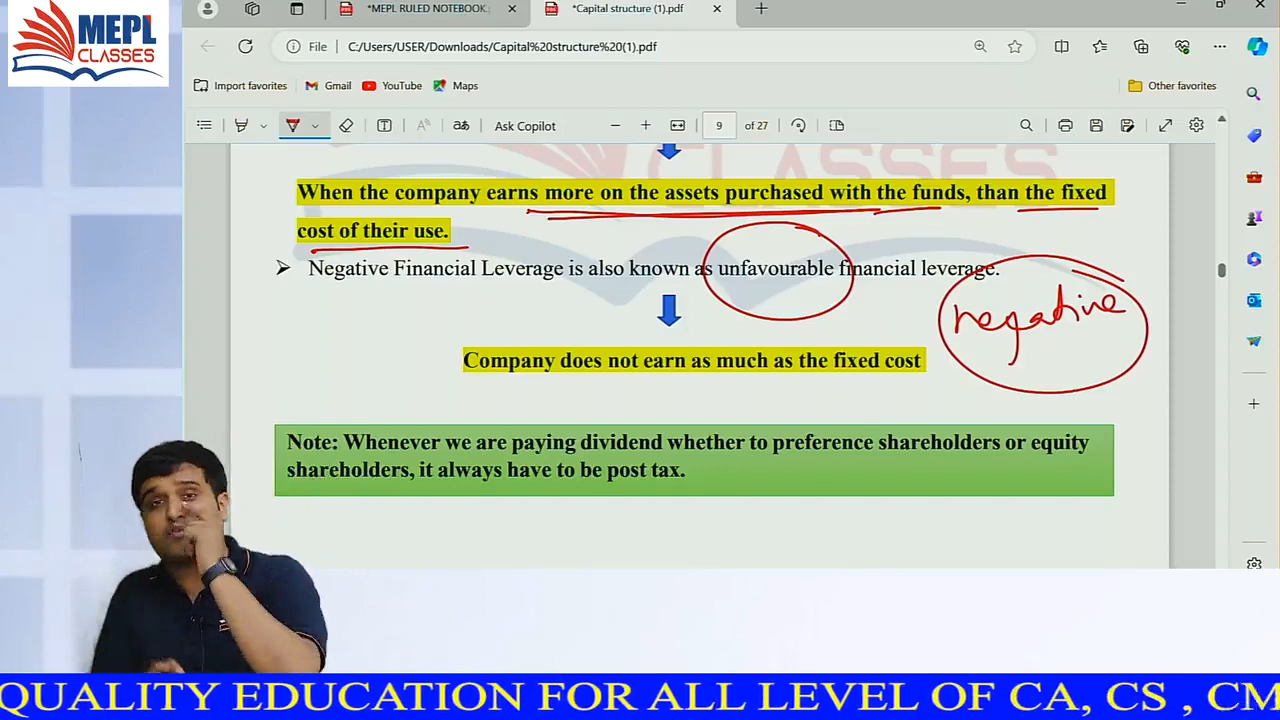 MEPL
CLASSES
*MEPL RULED NOTEBOOK.
*Capital structure (1).pdf
File
C:/Users/USER/Downloads/Capital%20structure%20(1).pdf
Import favorites
Gmail
YouTube
Maps
Other favorites
Ask Copilot
9
of 27
CLASSES
When the company earns more on the assets purchased with the funds, than the fixed
cost of their use.
Negative Financial Leverage is also known as unfavourable financial leverage.
negative
Company does not earn as much as the fixed cost
Note: Whenever we are paying dividend whether to preference shareholders or equity
shareholders, it always have to be post tax.
QUALITY EDUCATION FOR ALL LEVEL OF CA, CS , CM